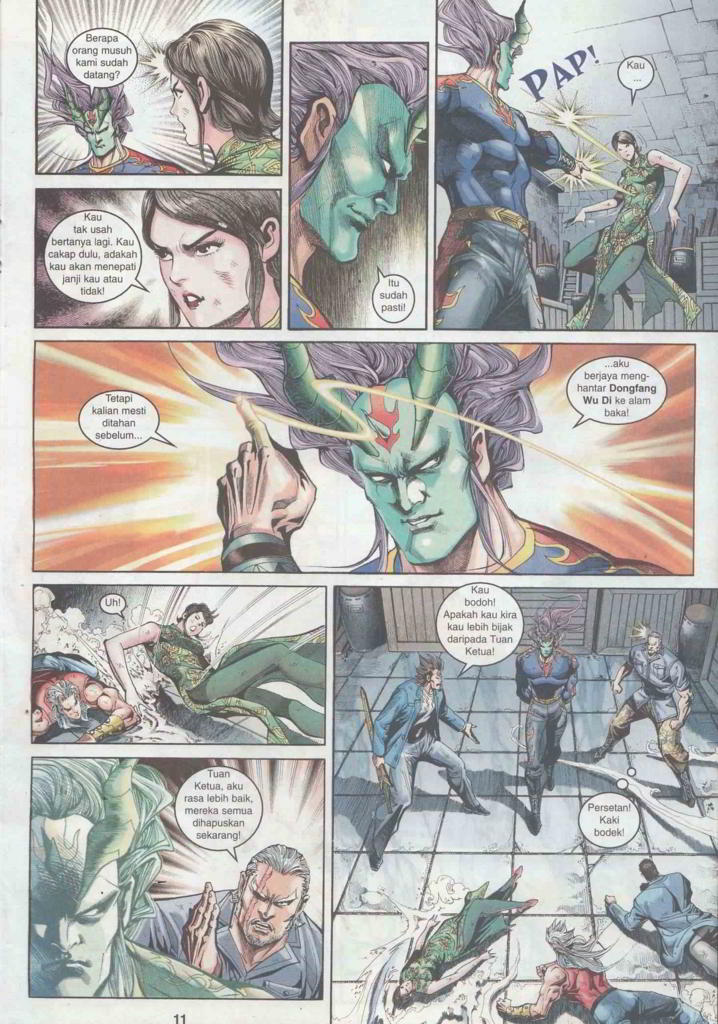 Berapa
orang musuh
kami sudah
datang?
Kau
tak usah
bertanya lagi. Kau
cakap dulu, adakah
kau akan menepati
janji kau atau
tidak!
Itu
sudah
pasti!
PAP!
Kau
...
Tetapi
kalian mesti
ditahan
sebelum...
...aku
berjaya meng-
hantar Dongfang
Wu Di ke alam
baka!
Uh!
Tuan
Ketua, aku
rasa lebih baik,
mereka semua
dihapuskan
sekarang!
Kau
bodoh!
Apakah kau kira
kau lebih bijak
daripada Tuan
Ketua!
Persetan!
Kaki
bodek!
11